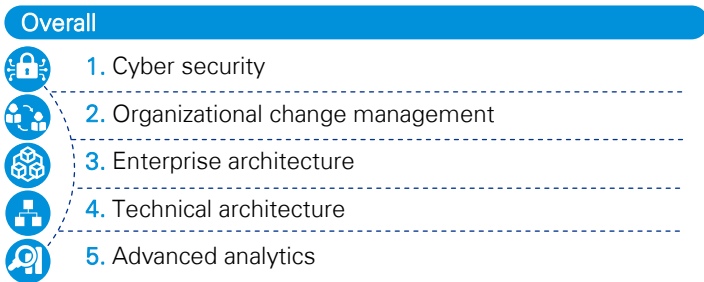 Overall
1. Cyber security
2. Organizational change management
3. Enterprise architecture
4. Technical architecture
5. Advanced analytics